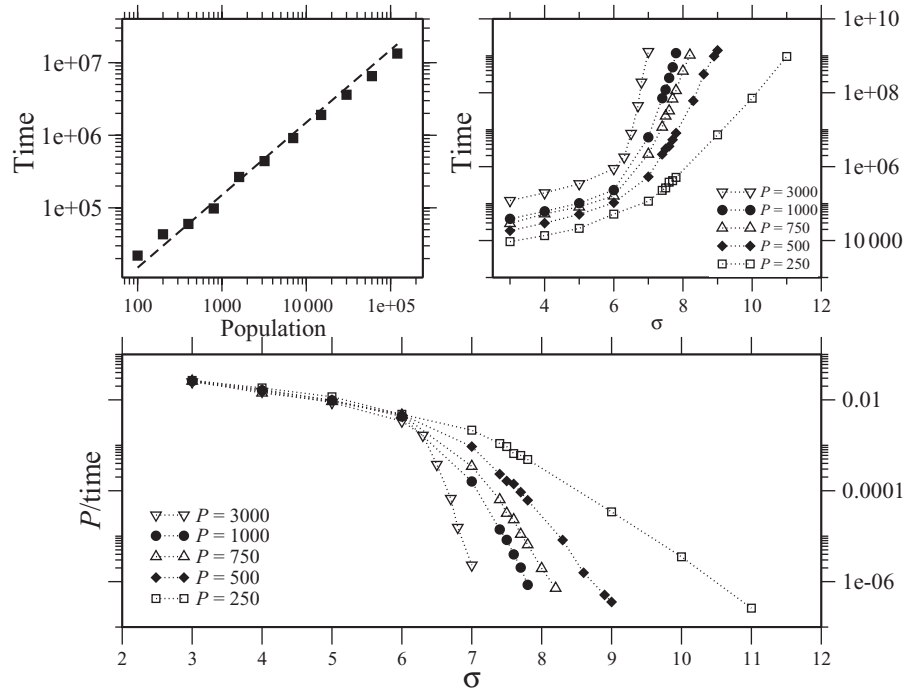 1e+07
1e+06
1e+05
Time
100
1000
10000
1e+05
Population
1e+10
1e+08
1e+06
10 000
Time
P = 3000
P = 1000
P = 750
P = 500
P = 250
4
6
8
10
12
σ
0.01
0.0001
1e-06
P/time
P = 3000
P = 1000
P = 750
P = 500
P = 250
2
3
4
5
6
7
8
9
10
11
12
σ